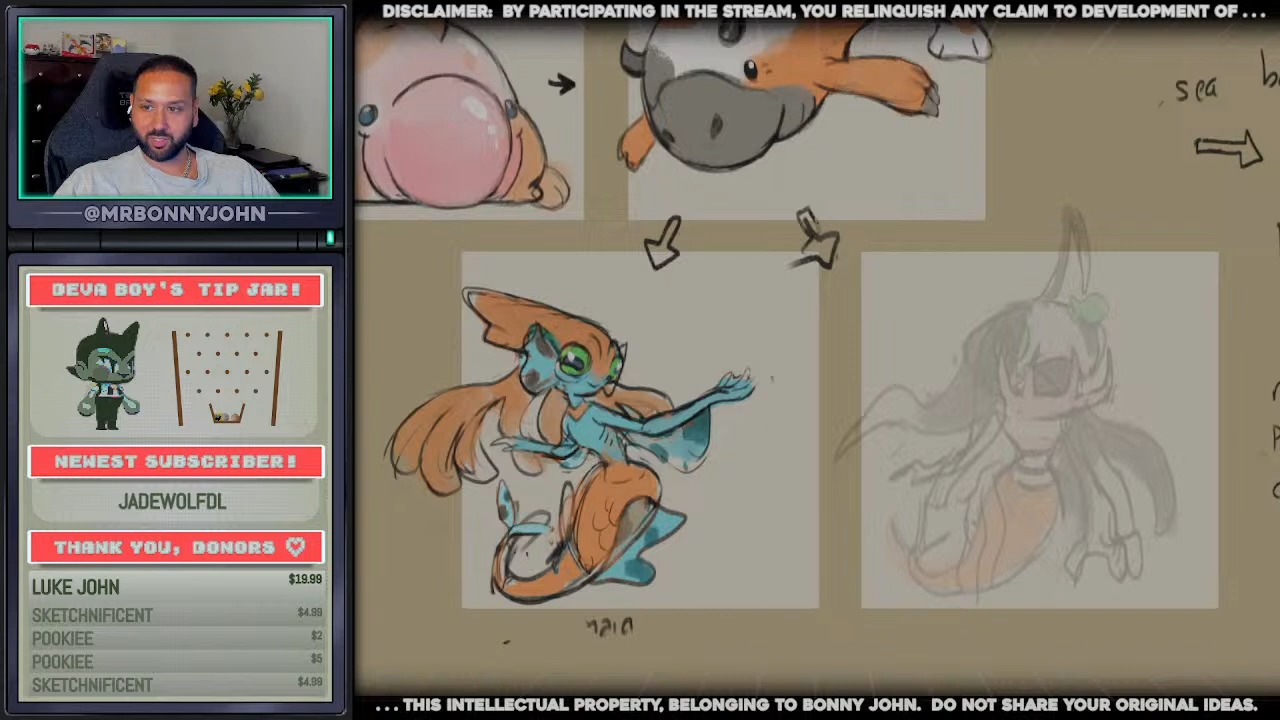 DISCLAIMER: BY PARTICIPATING IN THE STREAM, YOU RELINQUISH ANY CLAIM TO DEVELOPMENT OF . . .
@MRBONNYJOHN
DEVA BOY'S TIP JAR!
NEWEST SUBSCRIBER!
JADEWOLFDL
THANK YOU, DONORS ♡
LUKE JOHN $19.99
SKETCHNIFICENT $4.99
POOKIEE $2
POOKIEE $5
SKETCHNIFICENT $4.99
sea
. . . THIS INTELLECTUAL PROPERTY, BELONGING TO BONNY JOHN. DO NOT SHARE YOUR ORIGINAL IDEAS.